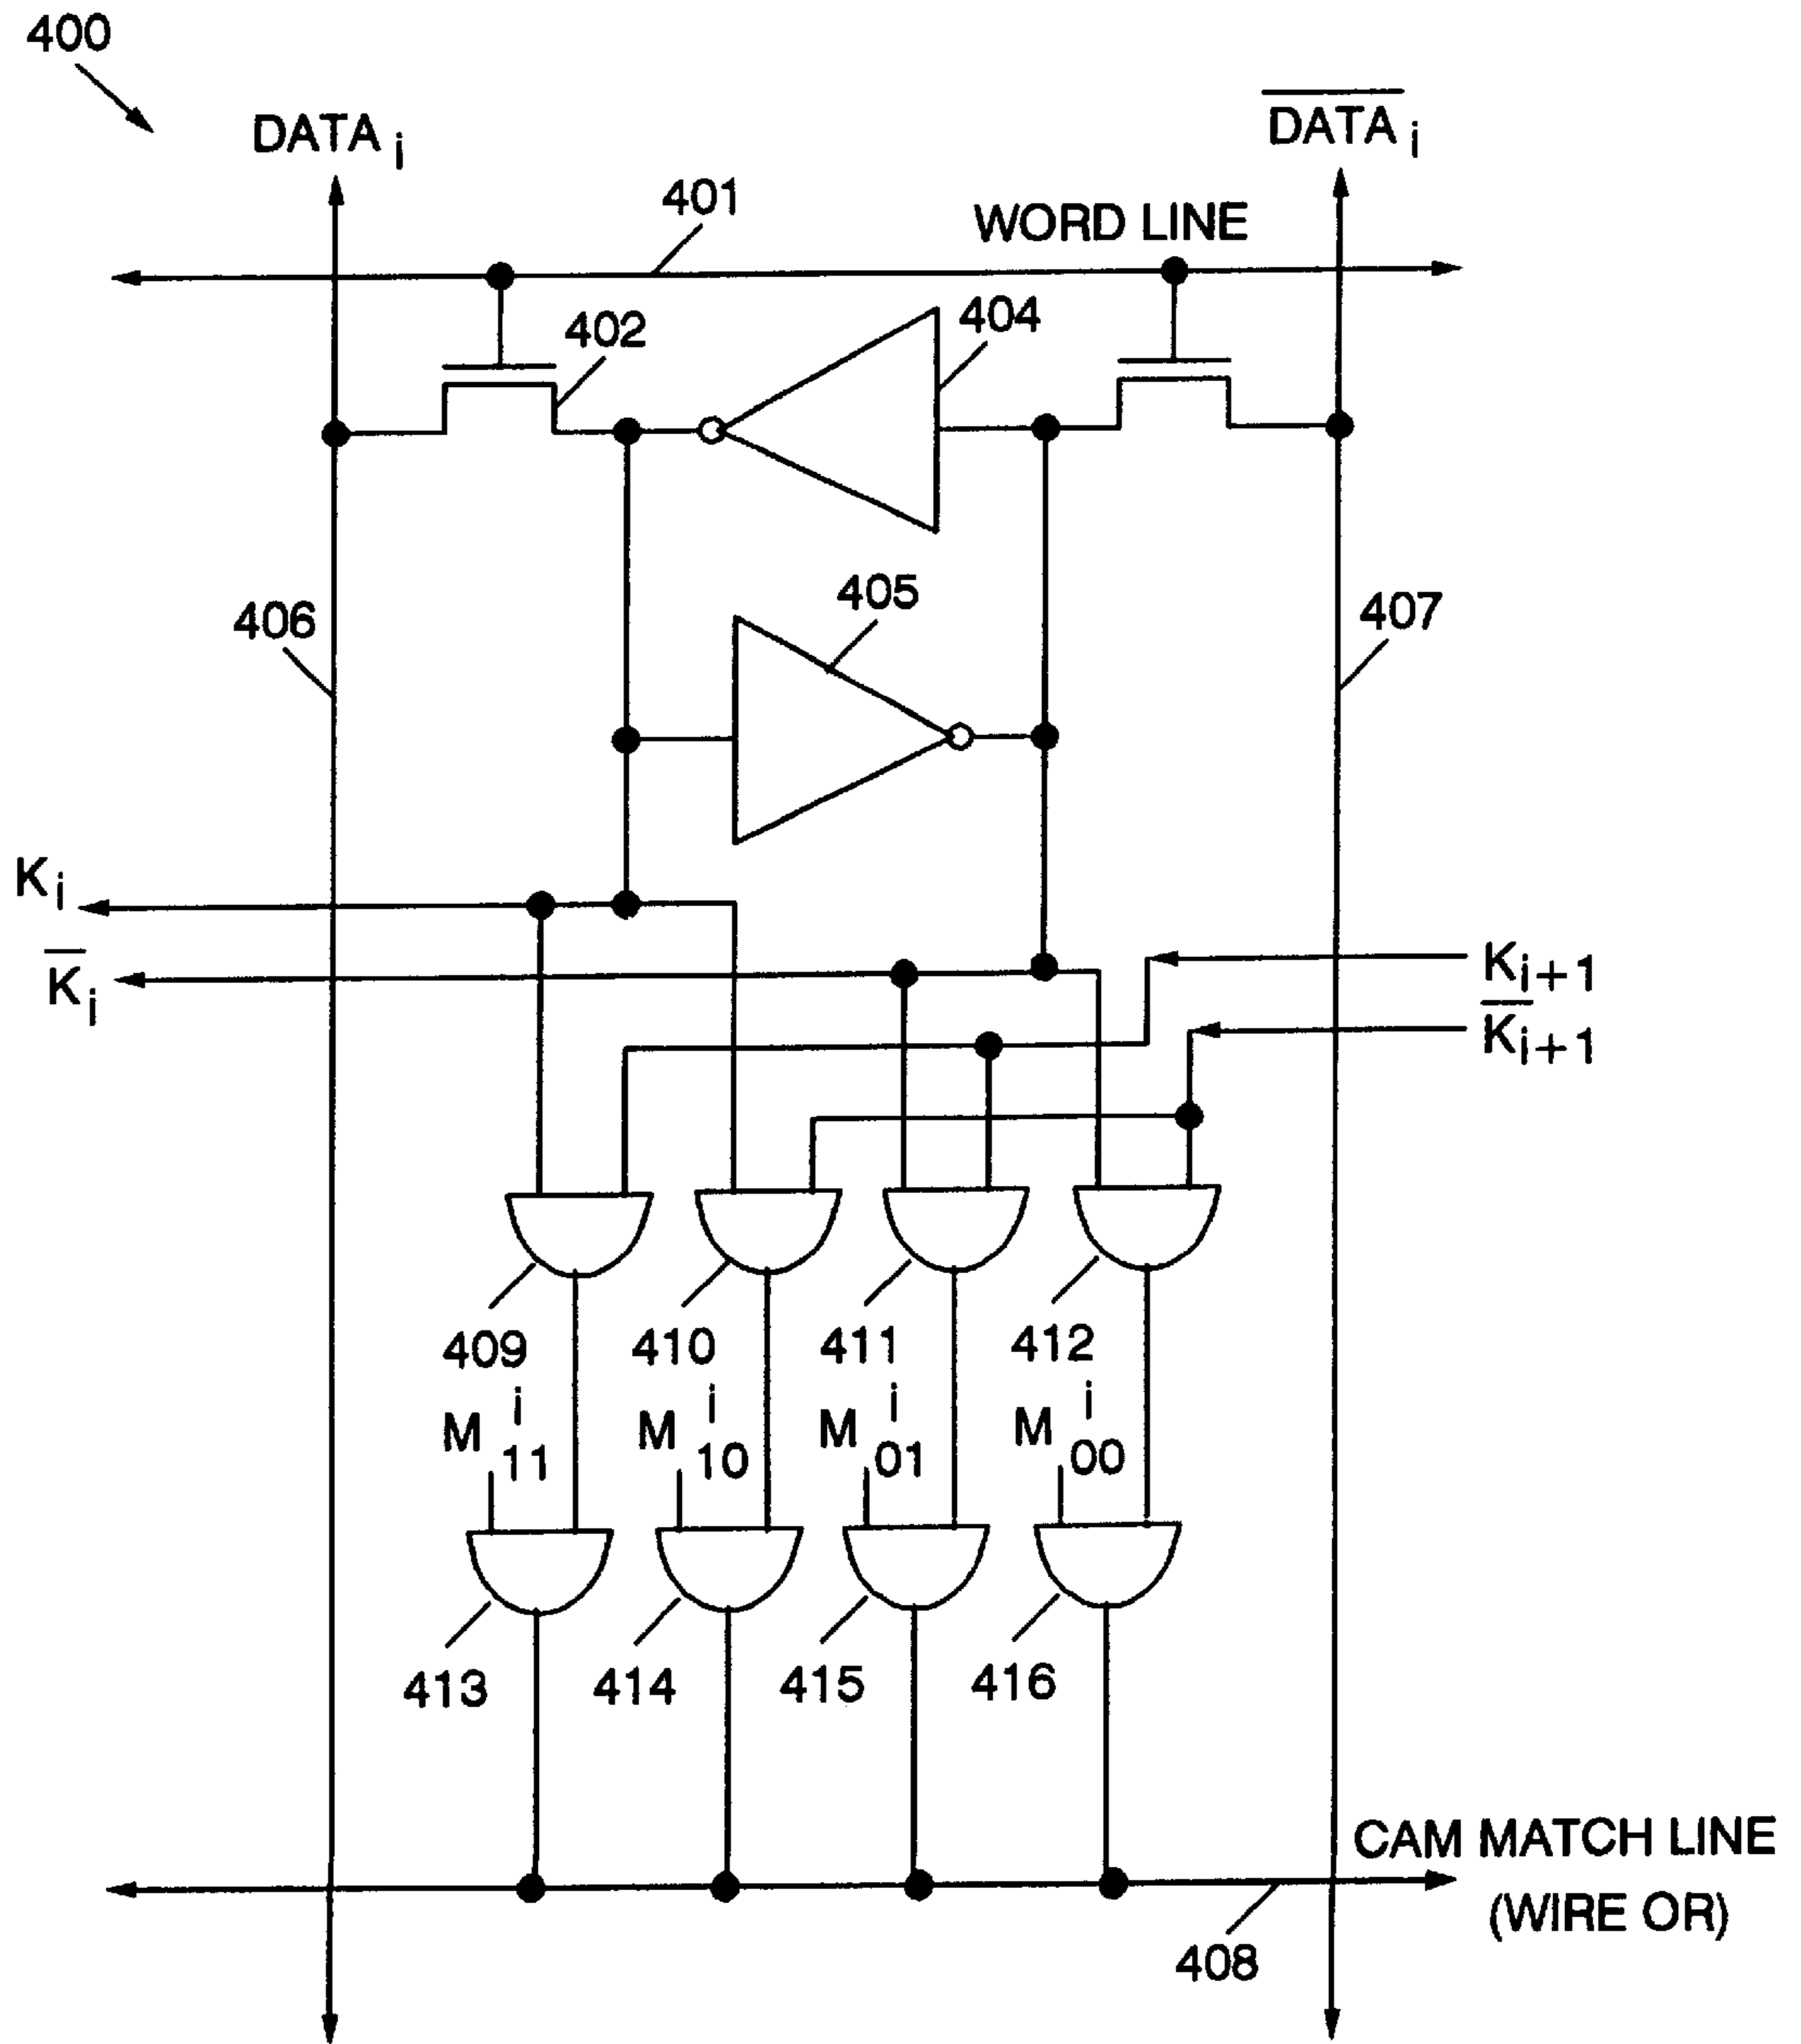 400
DATA i
D̅A̅T̅A̅ i
401
WORD LINE
402
404
405
406
407
K i
K̅ i
K i+1
K̅ i+1
409
410
411
412
M i 11
M i 10
M i 01
M i 00
413
414
415
416
CAM MATCH LINE
(WIRE OR)
408